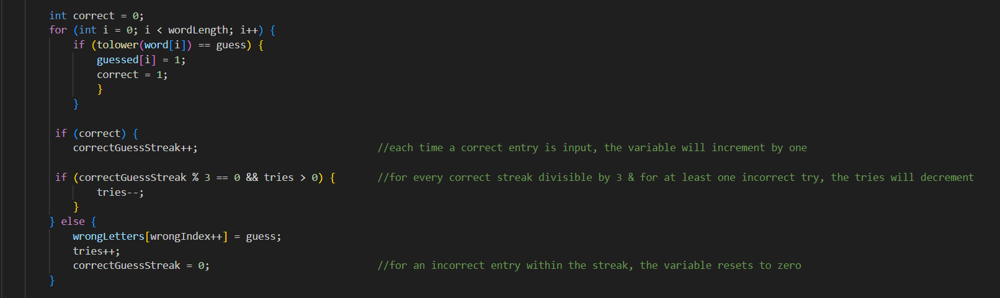 int correct = 0;
for (int i = 0; i < wordLength; i++) {
if (tolower(word[i]) == guess) {
guessed[i] = 1;
correct = 1;
}
}
if (correct) {
correctGuessStreak++; //each time a correct entry is input, the variable will increment by one
if (correctGuessStreak % 3 == 0 && tries > 0) { //for every correct streak divisible by 3 & for at least one incorrect try, the tries will decrement
tries--;
}
} else {
wrongLetters[wrongIndex++] = guess;
tries++;
correctGuessStreak = 0; //for an incorrect entry within the streak, the variable resets to zero
}